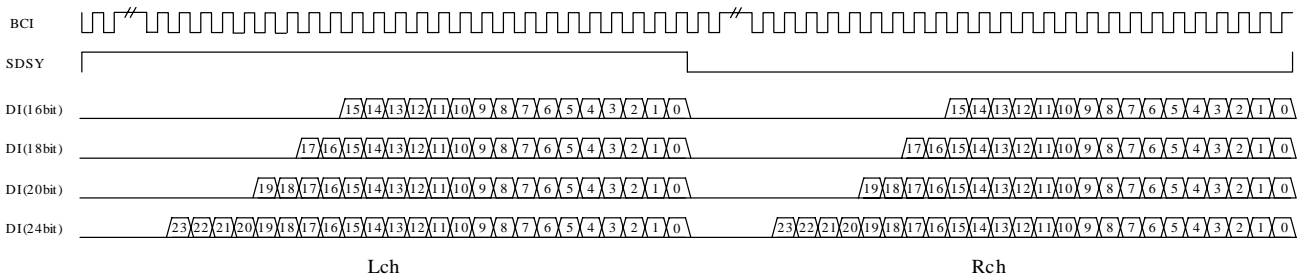 BCI
SDSY
DI(16bit) 15 14 13 12 11 10 9 8 7 6 5 4 3 2 1 0 15 14 13 12 11 10 9 8 7 6 5 4 3 2 1 0
DI(18bit) 17 16 15 14 13 12 11 10 9 8 7 6 5 4 3 2 1 0 17 16 15 14 13 12 11 10 9 8 7 6 5 4 3 2 1 0
DI(20bit) 19 18 17 16 15 14 13 12 11 10 9 8 7 6 5 4 3 2 1 0 19 18 17 16 15 14 13 12 11 10 9 8 7 6 5 4 3 2 1 0
DI(24bit) 23 22 21 20 19 18 17 16 15 14 13 12 11 10 9 8 7 6 5 4 3 2 1 0 23 22 21 20 19 18 17 16 15 14 13 12 11 10 9 8 7 6 5 4 3 2 1 0
Lch Rch